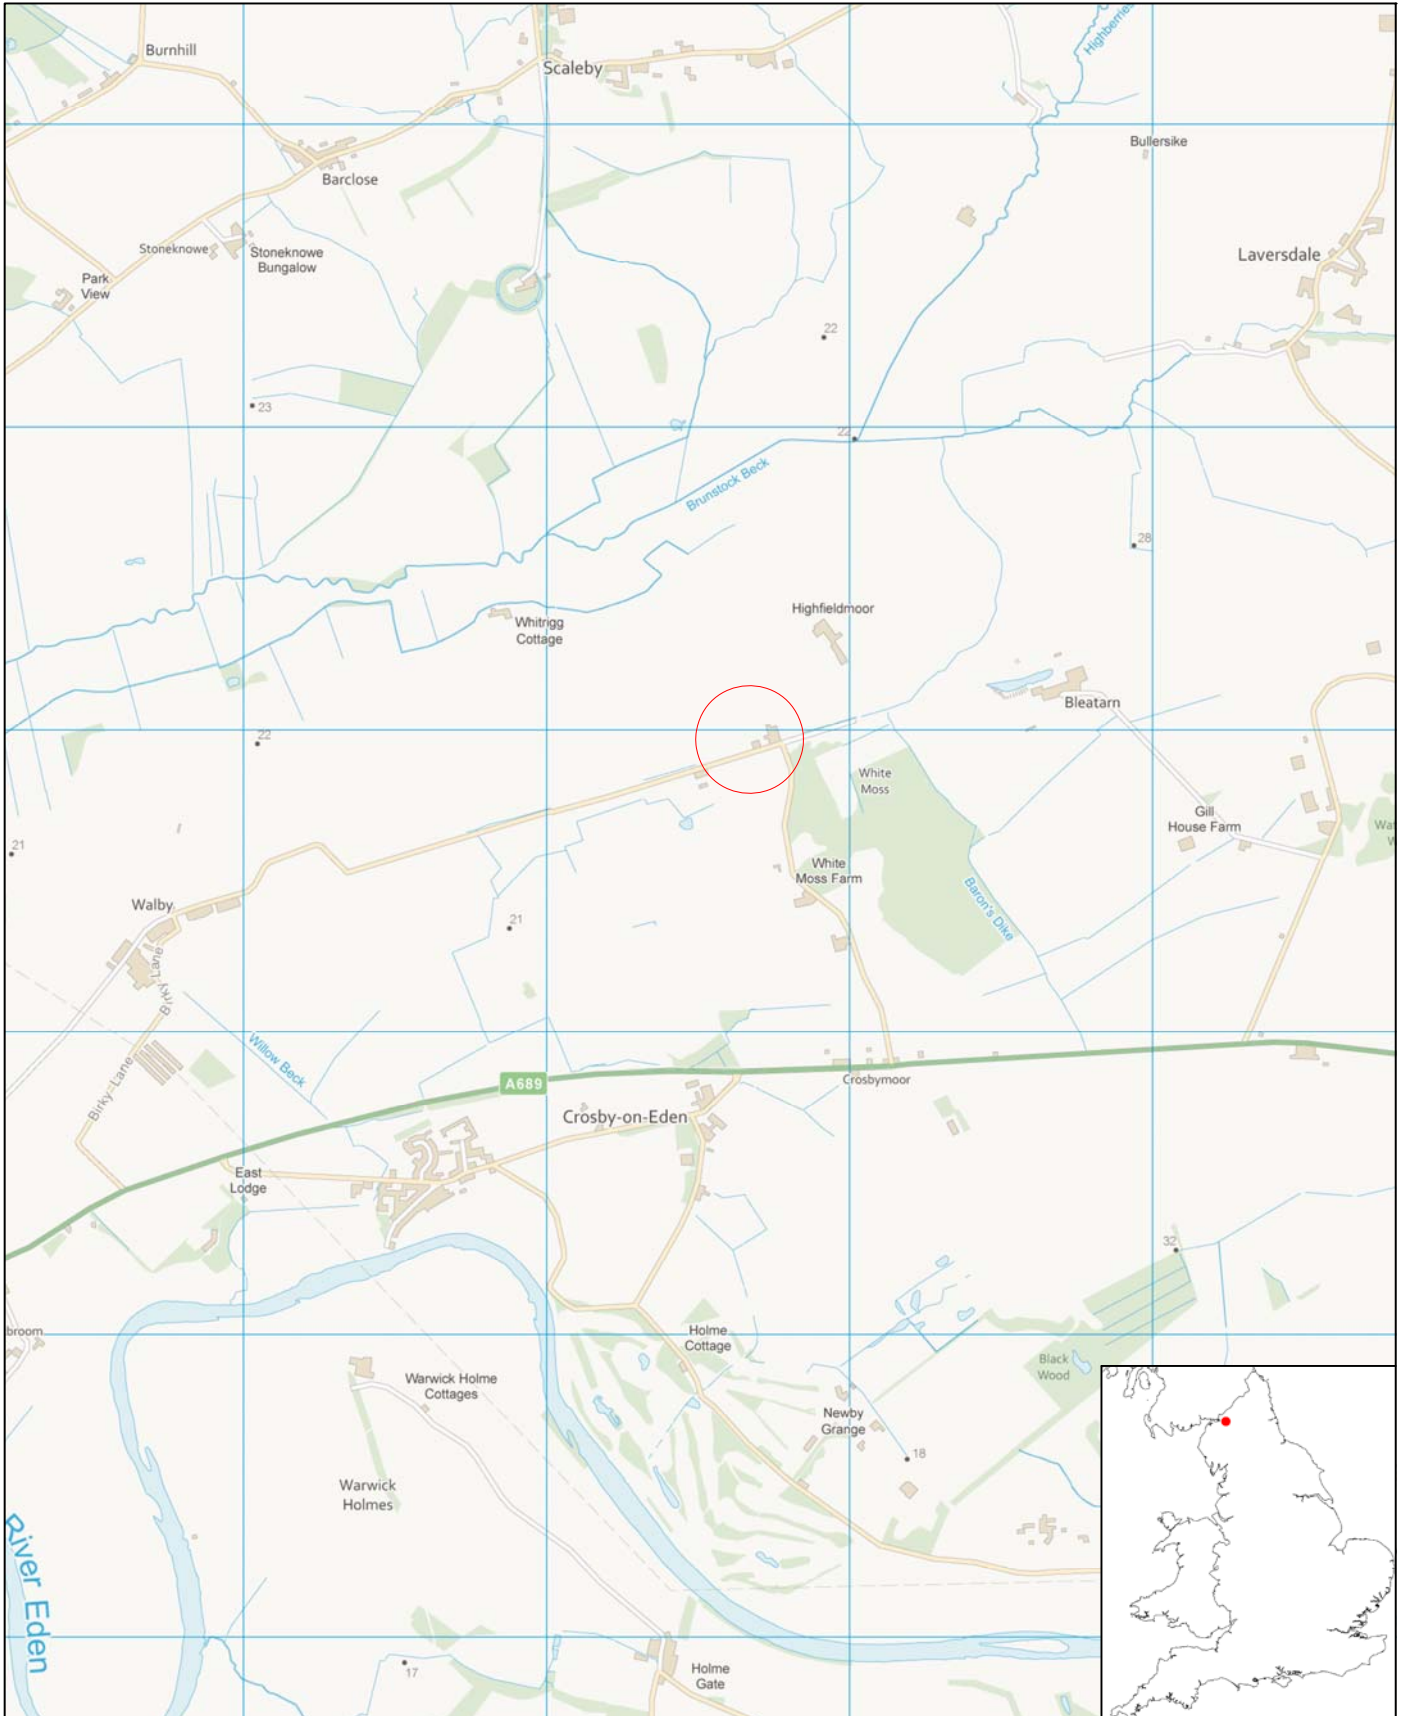 Highberries
Burnhill
Scaleby
Bullersike
Barclose
Stoneknowe
Stoneknowe
Bungalow
Laversdale
Park
View
22
23
22
Brunstock Beck
28
Highfieldmoor
Whitrigg
Cottage
Bleatarn
22
White
Moss
Gill
House Farm
21
White
Moss Farm
Walby
Baron's Dike
21
Birky Lane
Willow Beck
Birky Lane
A689
Crosbymoor
Crosby-on-Eden
East
Lodge
32
broom
Holme
Cottage
Black
Wood
Warwick Holme
Cottages
Newby
Grange
18
Warwick
Holmes
River Eden
17
Holme
Gate